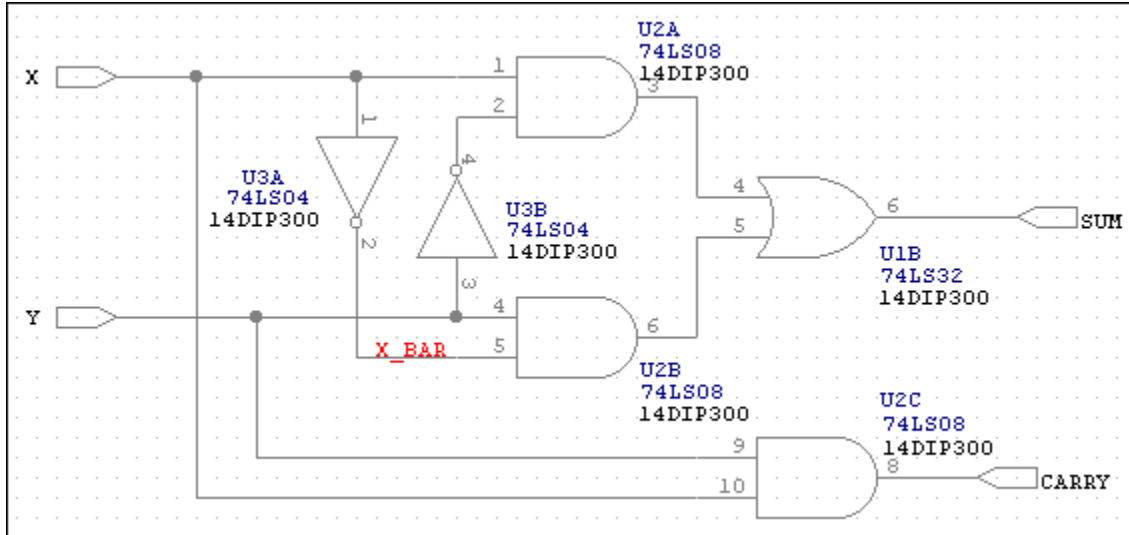 U2A
74LS08
14DIP300
X
1
2
3
1
U3A
74LS04
14DIP300
2
4
U3B
74LS04
14DIP300
3
4
5
6
SUM
U1B
74LS32
14DIP300
Y
4
5
6
X_BAR
U2B
74LS08
14DIP300
U2C
74LS08
14DIP300
9
10
8
CARRY